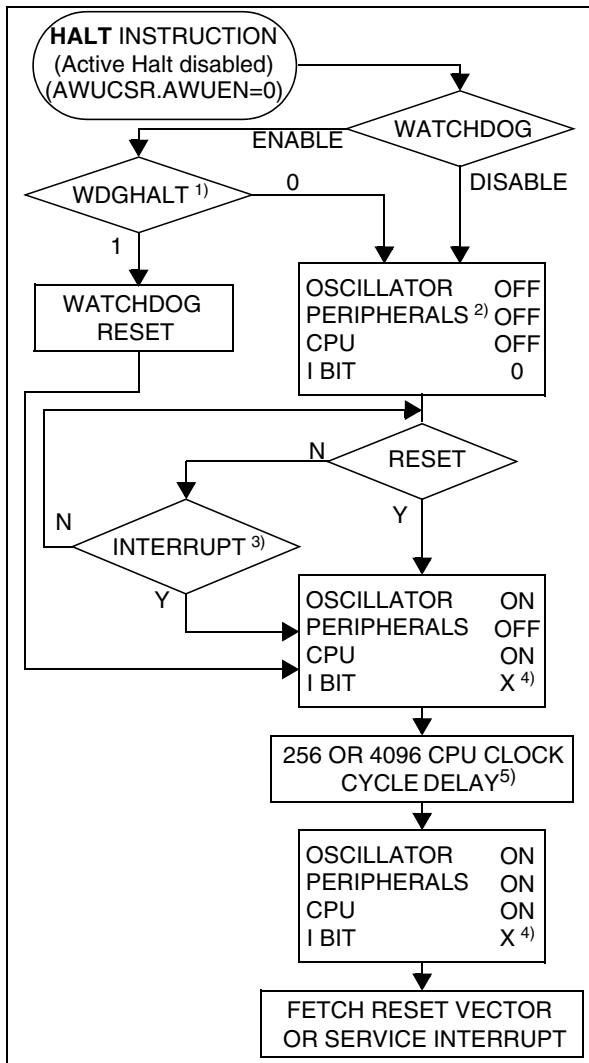 HALT INSTRUCTION
(Active Halt disabled)
(AWUCSR.AWUEN=0)
WATCHDOG
ENABLE
DISABLE
WDGHALT 1)
0
1
WATCHDOG
RESET
OSCILLATOR OFF
PERIPHERALS 2) OFF
CPU OFF
I BIT 0
RESET
N
Y
INTERRUPT 3)
N
Y
OSCILLATOR ON
PERIPHERALS OFF
CPU ON
I BIT X 4)
256 OR 4096 CPU CLOCK
CYCLE DELAY5)
OSCILLATOR ON
PERIPHERALS ON
CPU ON
I BIT X 4)
FETCH RESET VECTOR
OR SERVICE INTERRUPT